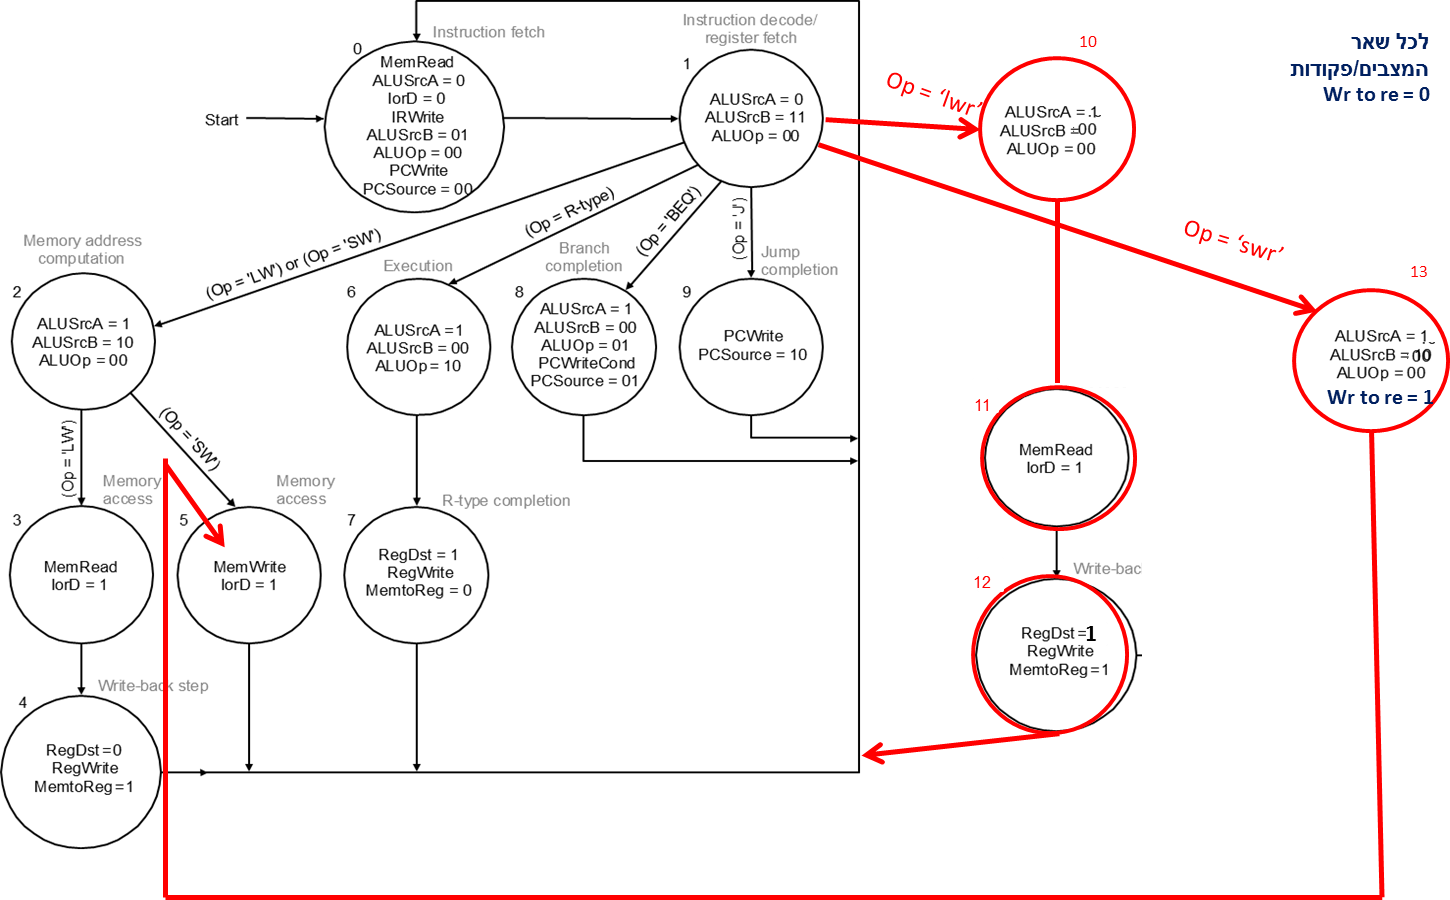 Instruction fetch
0
MemRead
ALUSrcA = 0
IorD = 0
IRWrite
ALUSrcB = 01
ALUOp = 00
PCWrite
PCSource = 00
Start
Instruction decode/
register fetch
1
ALUSrcA = 0
ALUSrcB = 11
ALUOp = 00
Op = ‘lwr’
10
ALUSrcA = 1
ALUSrcB = 00
ALUOp = 00
לכל שאר
המצבים/פקודות
Wr to re = 0
Op = ‘swr’
13
ALUSrcA = 1
ALUSrcB = 00
ALUOp = 00
Wr to re = 1
(Op = 'LW') or (Op = 'SW')
(Op = R-type)
(Op = 'BEQ')
(Op = 'J')
Memory address
computation
2
ALUSrcA = 1
ALUSrcB = 10
ALUOp = 00
Execution
6
ALUSrcA = 1
ALUSrcB = 00
ALUOp = 10
Branch
completion
8
ALUSrcA = 1
ALUSrcB = 00
ALUOp = 01
PCWriteCond
PCSource = 01
Jump
completion
9
PCWrite
PCSource = 10
(Op = 'LW')
(Op = 'SW')
Memory
access
3
MemRead
IorD = 1
Memory
access
5
MemWrite
IorD = 1
R-type completion
7
RegDst = 1
RegWrite
MemtoReg = 0
11
MemRead
IorD = 1
Write-bac
12
RegDst=1
RegWrite
MemtoReg=1
Write-back step
4
RegDst=0
RegWrite
MemtoReg=1